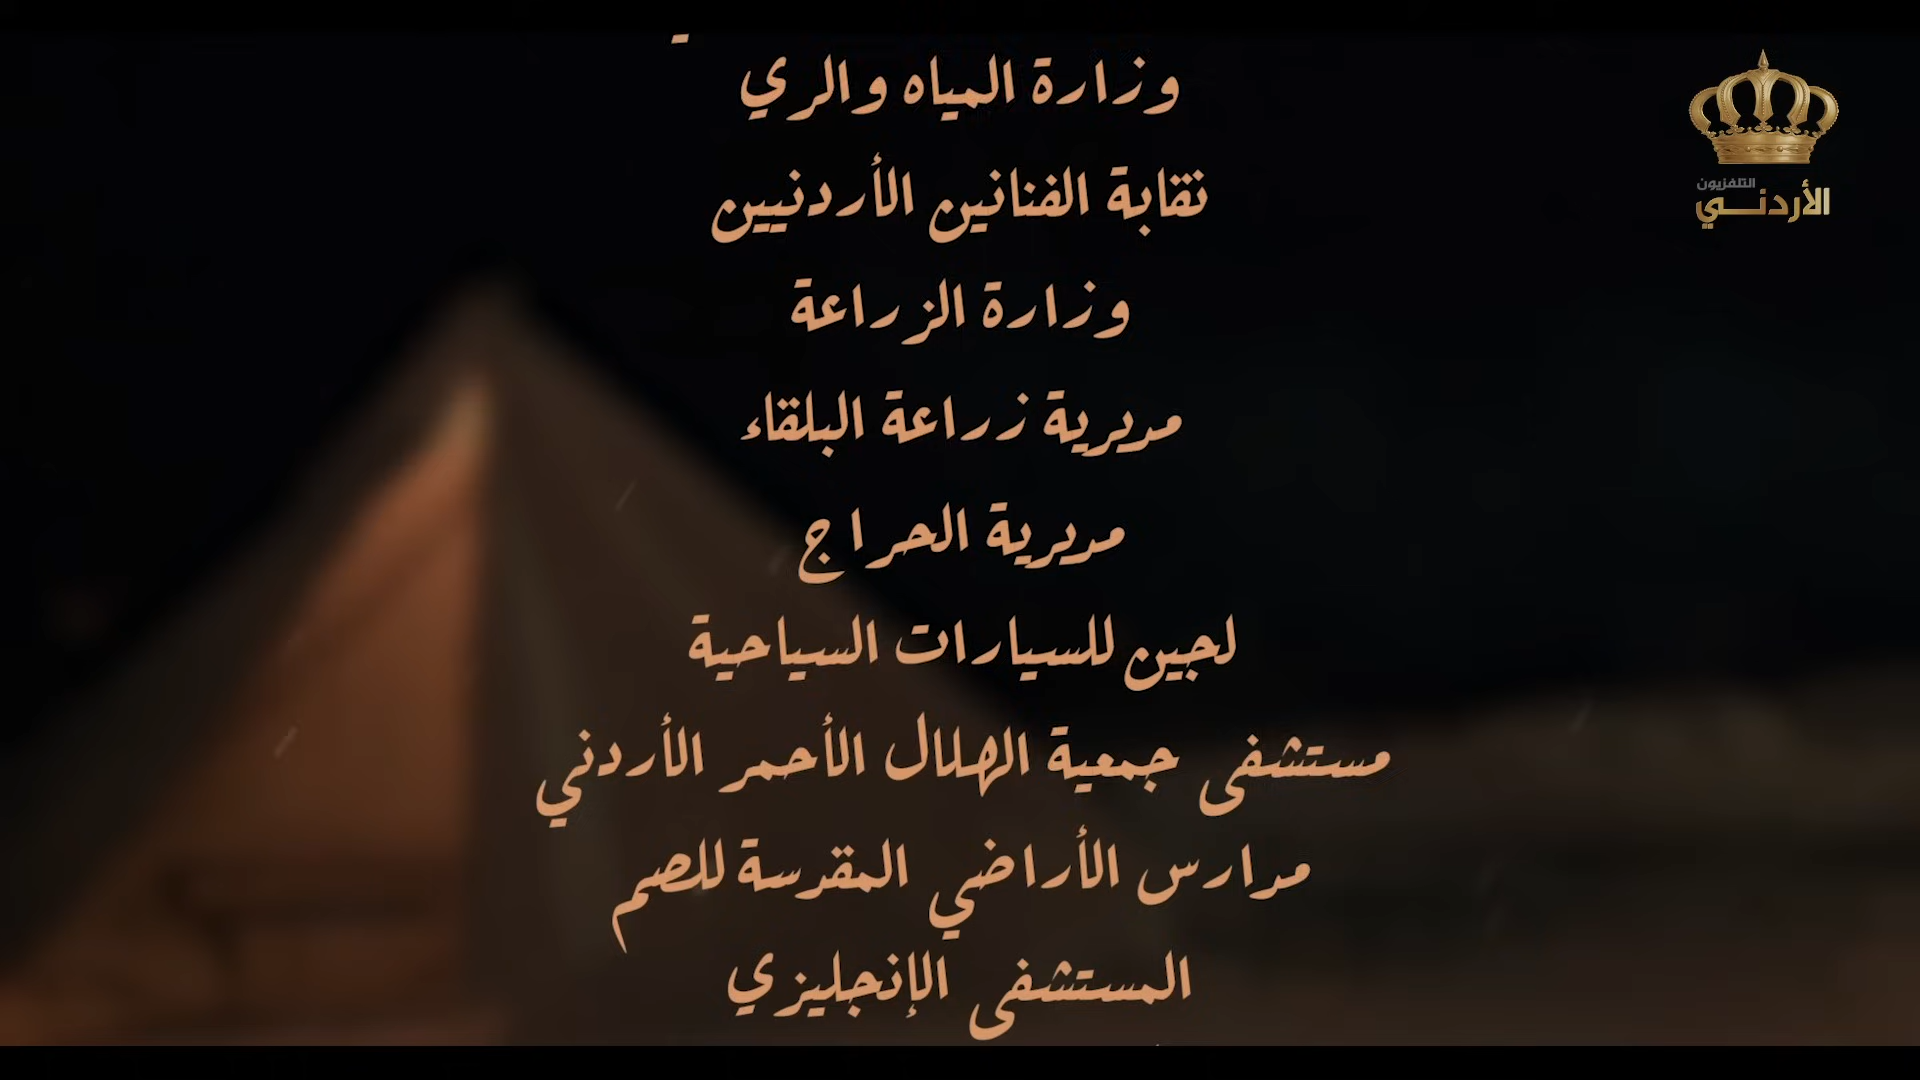 وزارة المياه والري
نقابة الفنانين الأردنيين
وزارة الزراعة
مديرية زراعة البلقاء
مديرية الحراج
لجين للسيارات السياحية
مستشفى جمعية الهلال الأحمر الأردني
مدارس الأراضي المقدسة للصم
المستشفى الإنجليزي
التلفزيون
الأردني